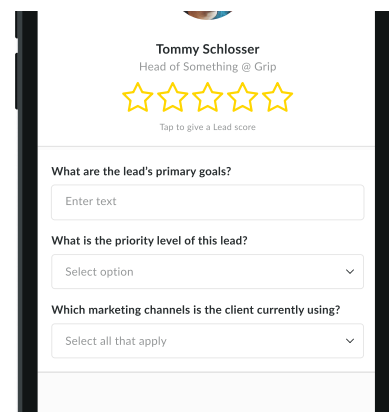 Tommy Schlosser
Head of Something @ Grip
Tap to give a Lead score
What are the lead's primary goals?
Enter text
What is the priority level of this lead?
Select option
Which marketing channels is the client currently using?
Select all that apply